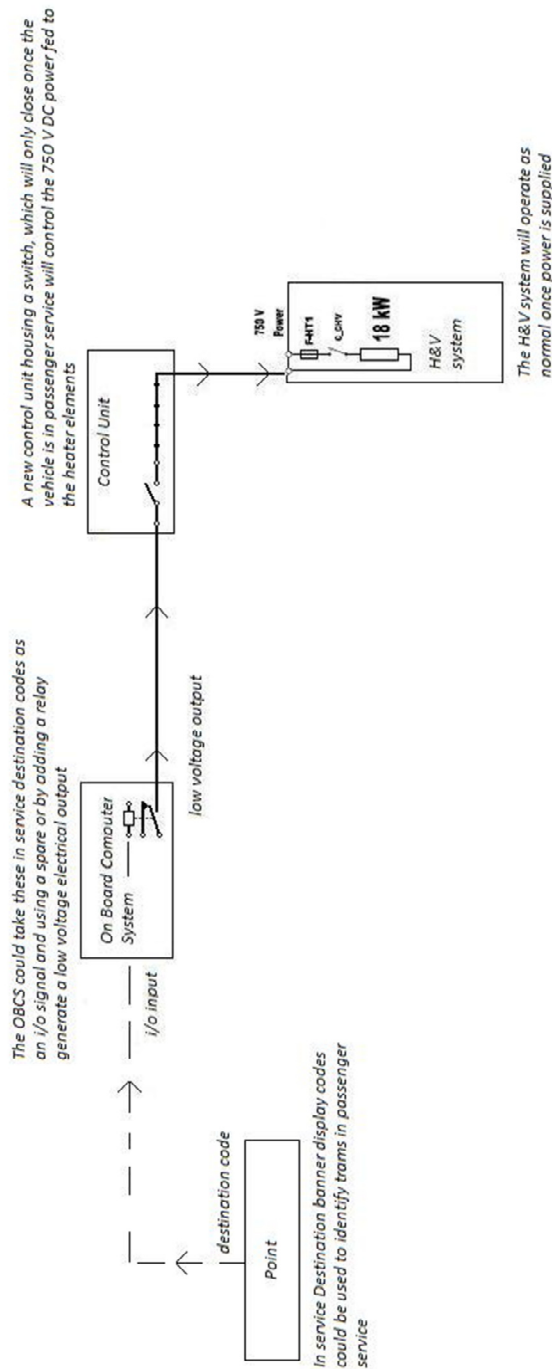 A new control unit housing a switch, which will only close once the
vehicle is in passenger service will control the 750 V DC power fed to
the heater elements
Control Unit
750 V
Power
F-HT1
C_OHV
18 kW
H&V
system
The H&V system will operate as
normal once power is supplied
The OBCS could take these in service destination codes as
an i/o signal and using a spare or by adding a relay
generate a low voltage electrical output
On Board Comouter
System
i/o input
low voltage output
destination code
Point
In service Destination banner display codes
could be used to identify trams in passenger
service